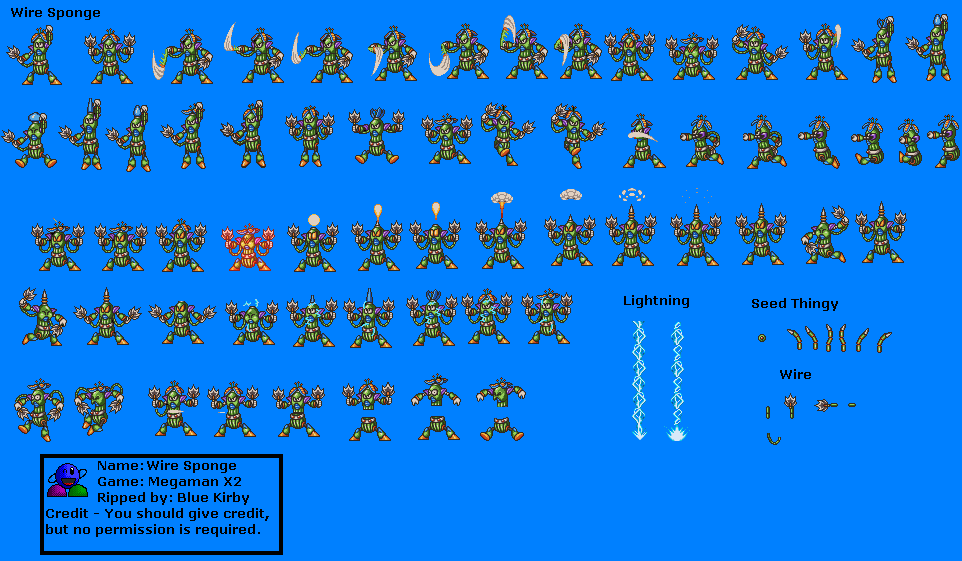 Wire Sponge
Lightning
Seed Thingy
Wire
Name: Wire Sponge
Game: Megaman X2
Ripped by: Blue Kirby
Credit - You should give credit,
but no permission is required.